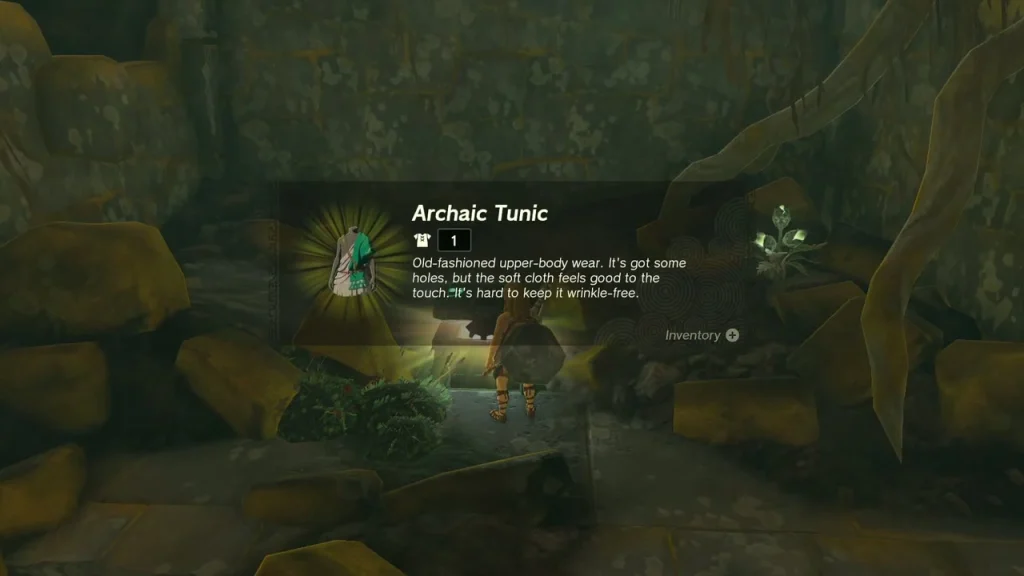 Archaic Tunic
1
Old-fashioned upper-body wear. It's got some
holes, but the soft cloth feels good to the
touch. It's hard to keep it wrinkle-free.
Inventory